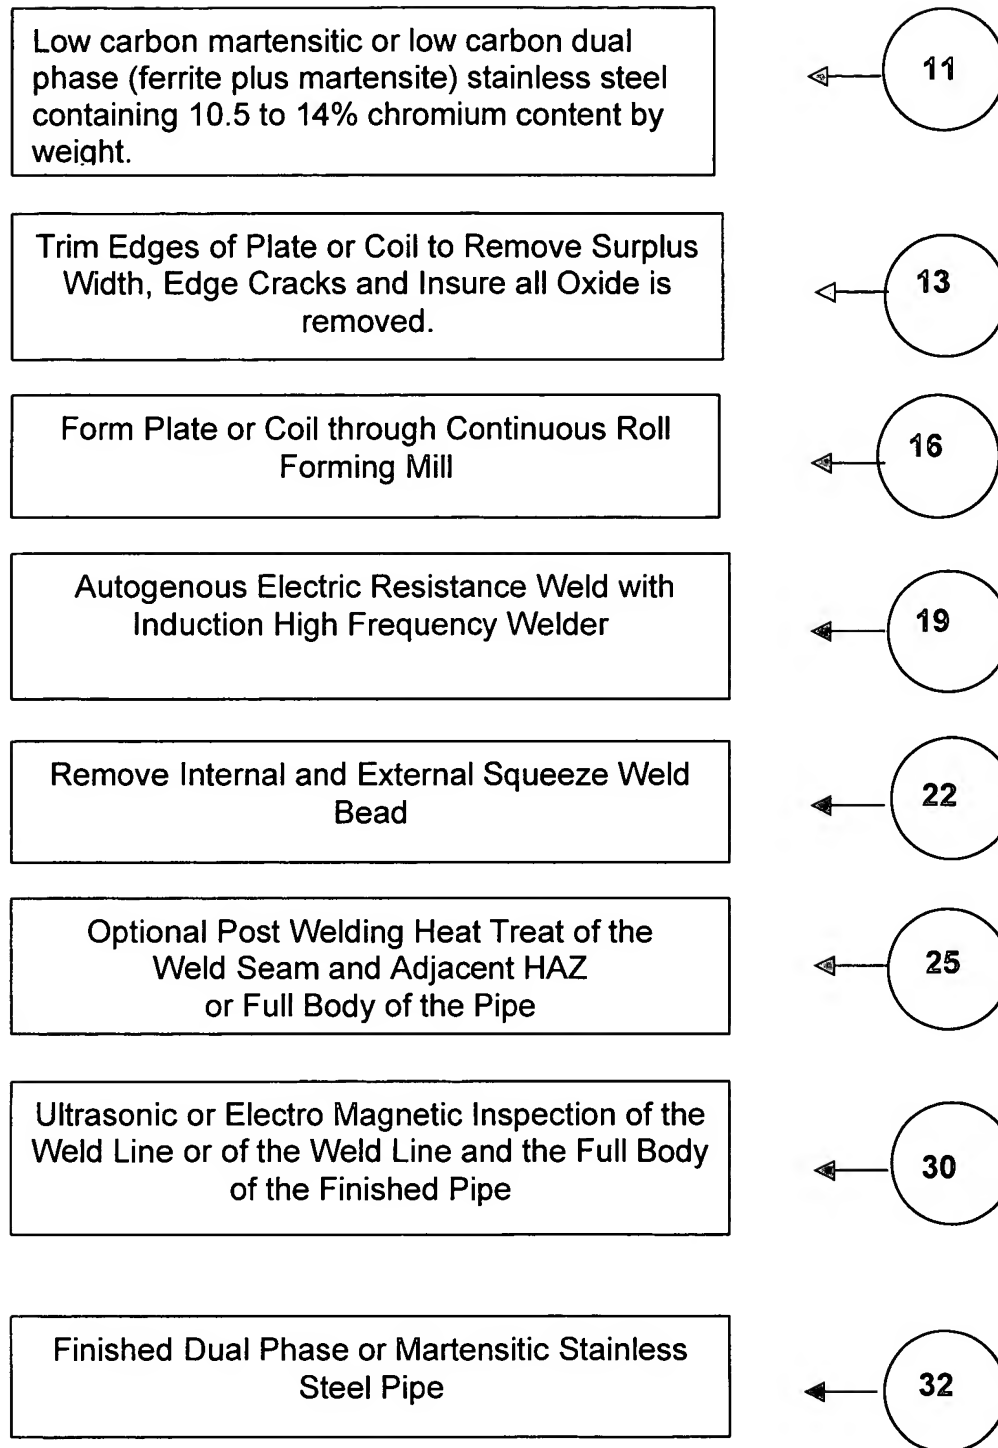 Low carbon martensitic or low carbon dual
phase (ferrite plus martensite) stainless steel
containing 10.5 to 14% chromium content by
weight.
11
Trim Edges of Plate or Coil to Remove Surplus
Width, Edge Cracks and Insure all Oxide is
removed.
13
Form Plate or Coil through Continuous Roll
Forming Mill
16
Autogenous Electric Resistance Weld with
Induction High Frequency Welder
19
Remove Internal and External Squeeze Weld
Bead
22
Optional Post Welding Heat Treat of the
Weld Seam and Adjacent HAZ
or Full Body of the Pipe
25
Ultrasonic or Electro Magnetic Inspection of the
Weld Line or of the Weld Line and the Full Body
of the Finished Pipe
30
Finished Dual Phase or Martensitic Stainless
Steel Pipe
32